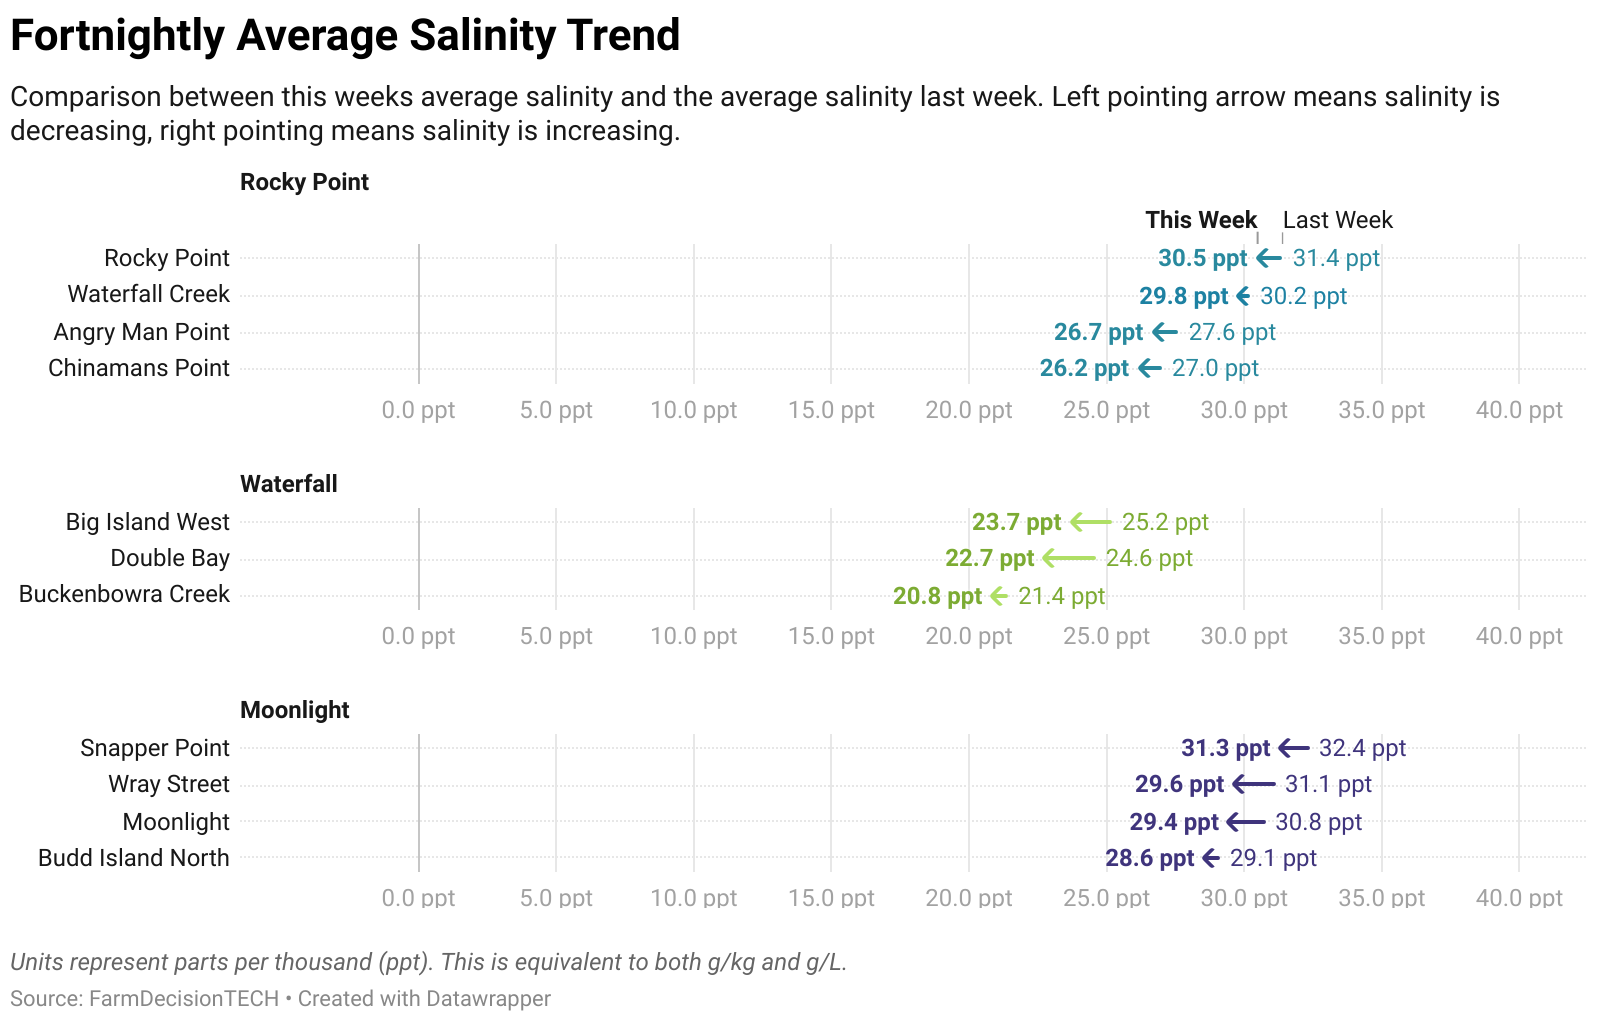 Fortnightly Average Salinity Trend
Comparison between this weeks average salinity and the average salinity last week. Left pointing arrow means salinity is
decreasing, right pointing means salinity is increasing.
Rocky Point
This Week Last Week
Rocky Point 30.5 ppt 31.4 ppt
Waterfall Creek 29.8 ppt 30.2 ppt
Angry Man Point 26.7 ppt 27.6 ppt
Chinamans Point 26.2 ppt 27.0 ppt
0.0 ppt 5.0 ppt 10.0 ppt 15.0 ppt 20.0 ppt 25.0 ppt 30.0 ppt 35.0 ppt 40.0 ppt
Waterfall
Big Island West 23.7 ppt 25.2 ppt
Double Bay 22.7 ppt 24.6 ppt
Buckenbowra Creek 20.8 ppt 21.4 ppt
0.0 ppt 5.0 ppt 10.0 ppt 15.0 ppt 20.0 ppt 25.0 ppt 30.0 ppt 35.0 ppt 40.0 ppt
Moonlight
Snapper Point 31.3 ppt 32.4 ppt
Wray Street 29.6 ppt 31.1 ppt
Moonlight 29.4 ppt 30.8 ppt
Budd Island North 28.6 ppt 29.1 ppt
0.0 ppt 5.0 ppt 10.0 ppt 15.0 ppt 20.0 ppt 25.0 ppt 30.0 ppt 35.0 ppt 40.0 ppt
Units represent parts per thousand (ppt). This is equivalent to both g/kg and g/L.
Source: FarmDecisionTECH • Created with Datawrapper